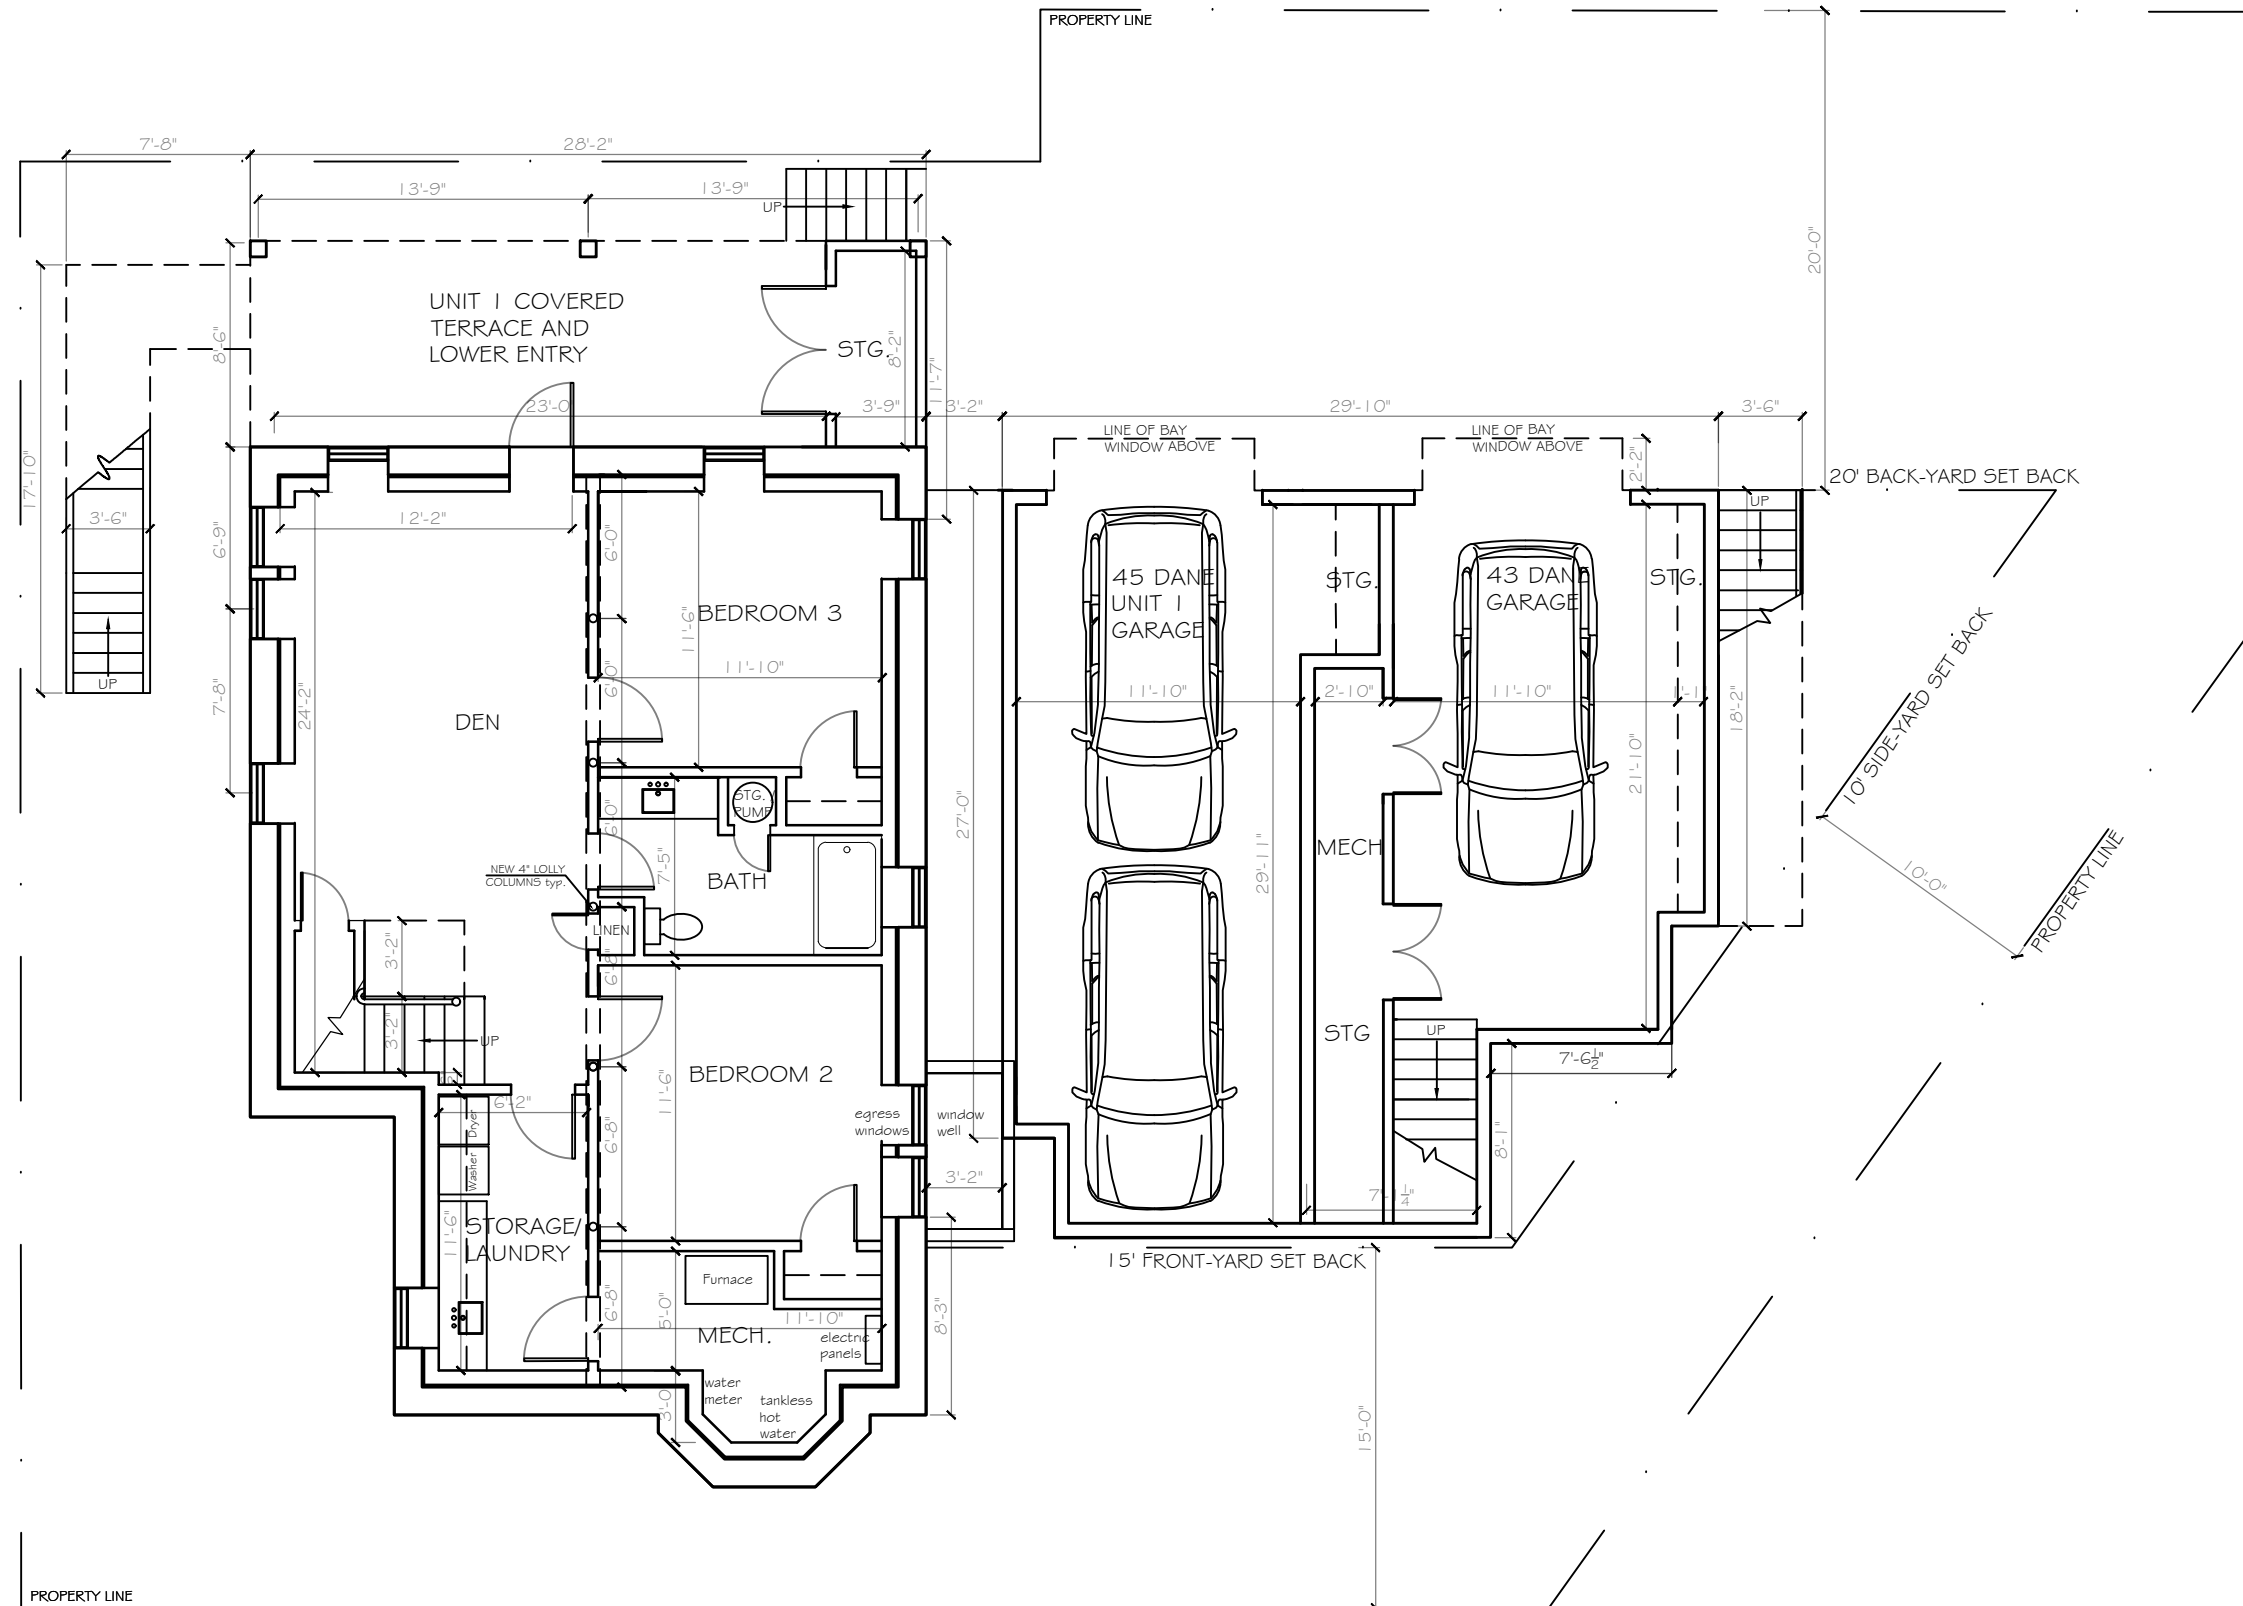 PROPERTY LINE
7'-8"
28'-2"
13'-9"
13'-9"
UP
20'-0"
UNIT 1 COVERED
TERRACE AND
LOWER ENTRY
STG.
8'-6"
8'-2"
11'-7"
17'-10"
23'-0
3'-9"
3'-2"
29'-10"
3'-6"
LINE OF BAY
WINDOW ABOVE
LINE OF BAY
WINDOW ABOVE
2'-2"
20' BACK-YARD SET BACK
3'-6"
12'-2"
6'-9"
6'-0"
UP
45 DANE
UNIT 1
GARAGE
STG.
43 DANE
GARAGE
STG.
BEDROOM 3
11'-6"
11'-10"
6'-0"
UP
7'-8"
24'-2"
DEN
11'-10"
2'-10"
11'-10"
1'-1"
18'-2"
21'-10"
10' SIDE-YARD SET BACK
STG. /
PUMP
6'-0"
27'-0"
29'-11"
MECH
NEW 4" LOLLY
COLUMNS typ.
7'-5"
BATH
10'-0"
PROPERTY LINE
LINEN
3'-2"
6'-8"
3'-2"
UP
STG
UP
7'-6½"
BEDROOM 2
11'-6"
6'-2"
Dryer
6'-8"
egress
windows
window
well
8'-1"
Washer
3'-2"
7'-1¼"
11'-6"
STORAGE/
LAUNDRY
15' FRONT-YARD SET BACK
Furnace
6'-8"
5'-0"
11'-10"
8'-3"
MECH.
electric
panels
water
meter
tankless
hot
water
3'-0
15'-0"
PROPERTY LINE